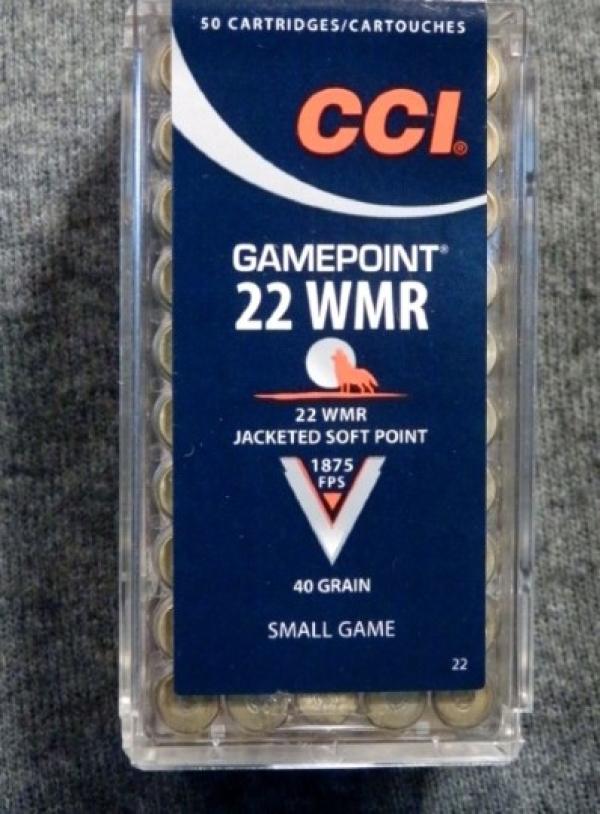 50 CARTRIDGES/CARTOUCHES
CCI®
GAMEPOINT®
22 WMR
22 WMR
JACKETED SOFT POINT
1875
FPS
40 GRAIN
SMALL GAME
22